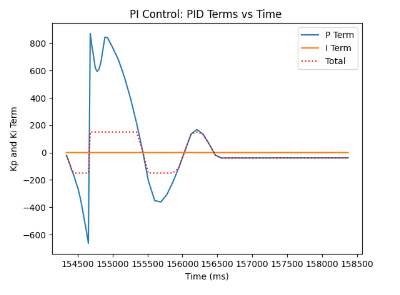 PI Control: PID Terms vs Time
P Term
I Term
Total
Kp and Ki Term
800
600
400
200
0
−200
−400
−600
154500 155000 155500 156000 156500 157000 157500 158000 158500
Time (ms)